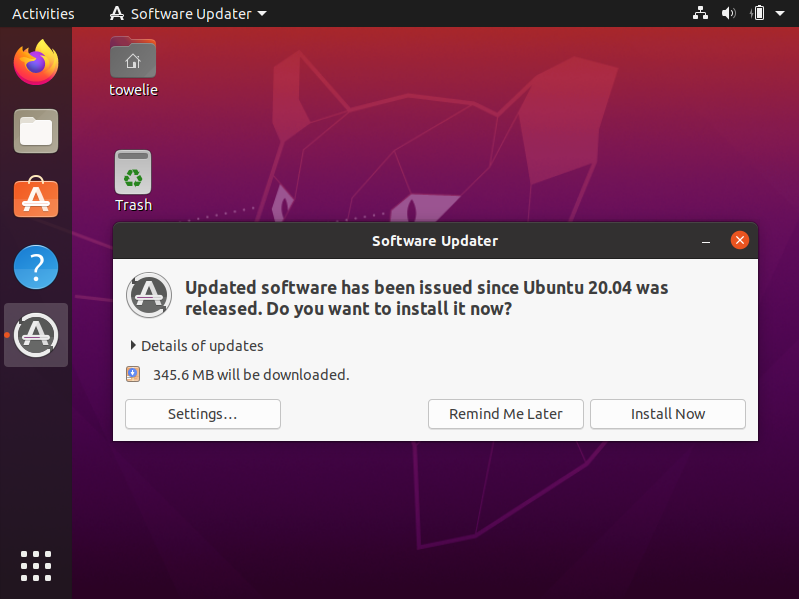 Activities
Software Updater
towelie
Trash
Software Updater
Updated software has been issued since Ubuntu 20.04 was
released. Do you want to install it now?
Details of updates
345.6 MB will be downloaded.
Settings…
Remind Me Later
Install Now